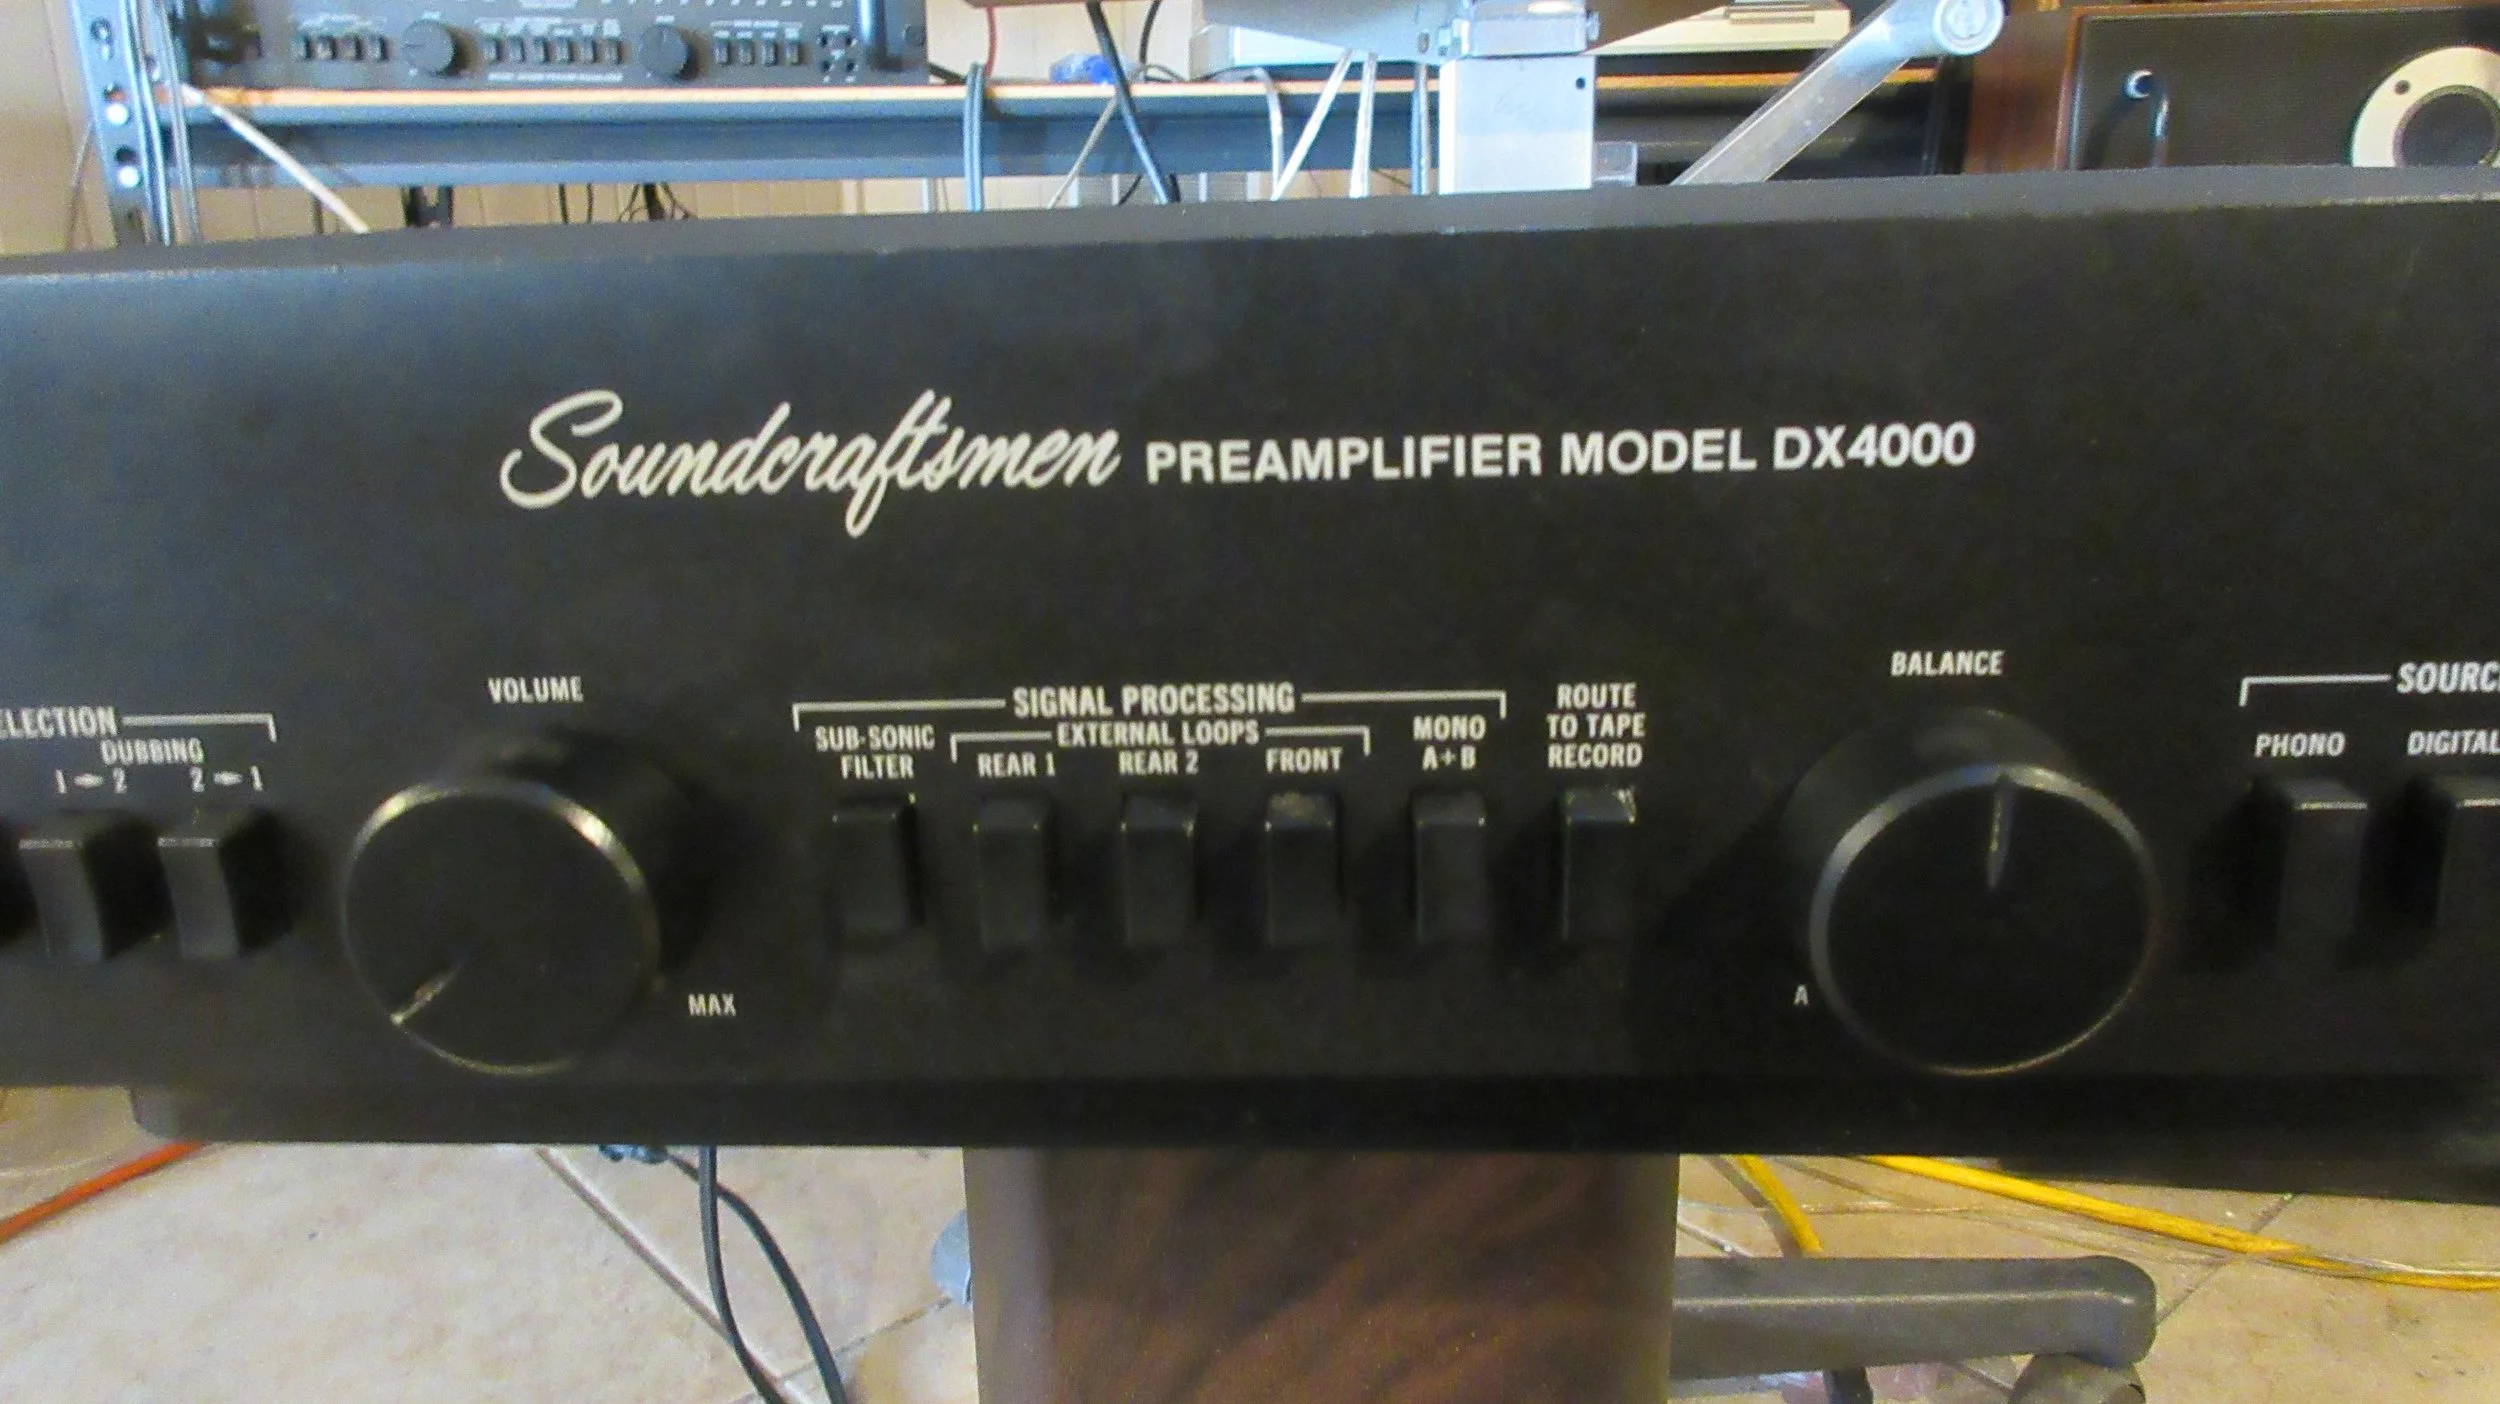 Soundcraftsmen PREAMPLIFIER MODEL DX4000
ELECTION
DUBBING
1 2 2 1
VOLUME
MAX
SIGNAL PROCESSING
SUB-SONIC
FILTER
EXTERNAL LOOPS
REAR 1 REAR 2 FRONT
MONO
A+B
ROUTE
TO TAPE
RECORD
BALANCE
A
SOURC
PHONO DIGITAL